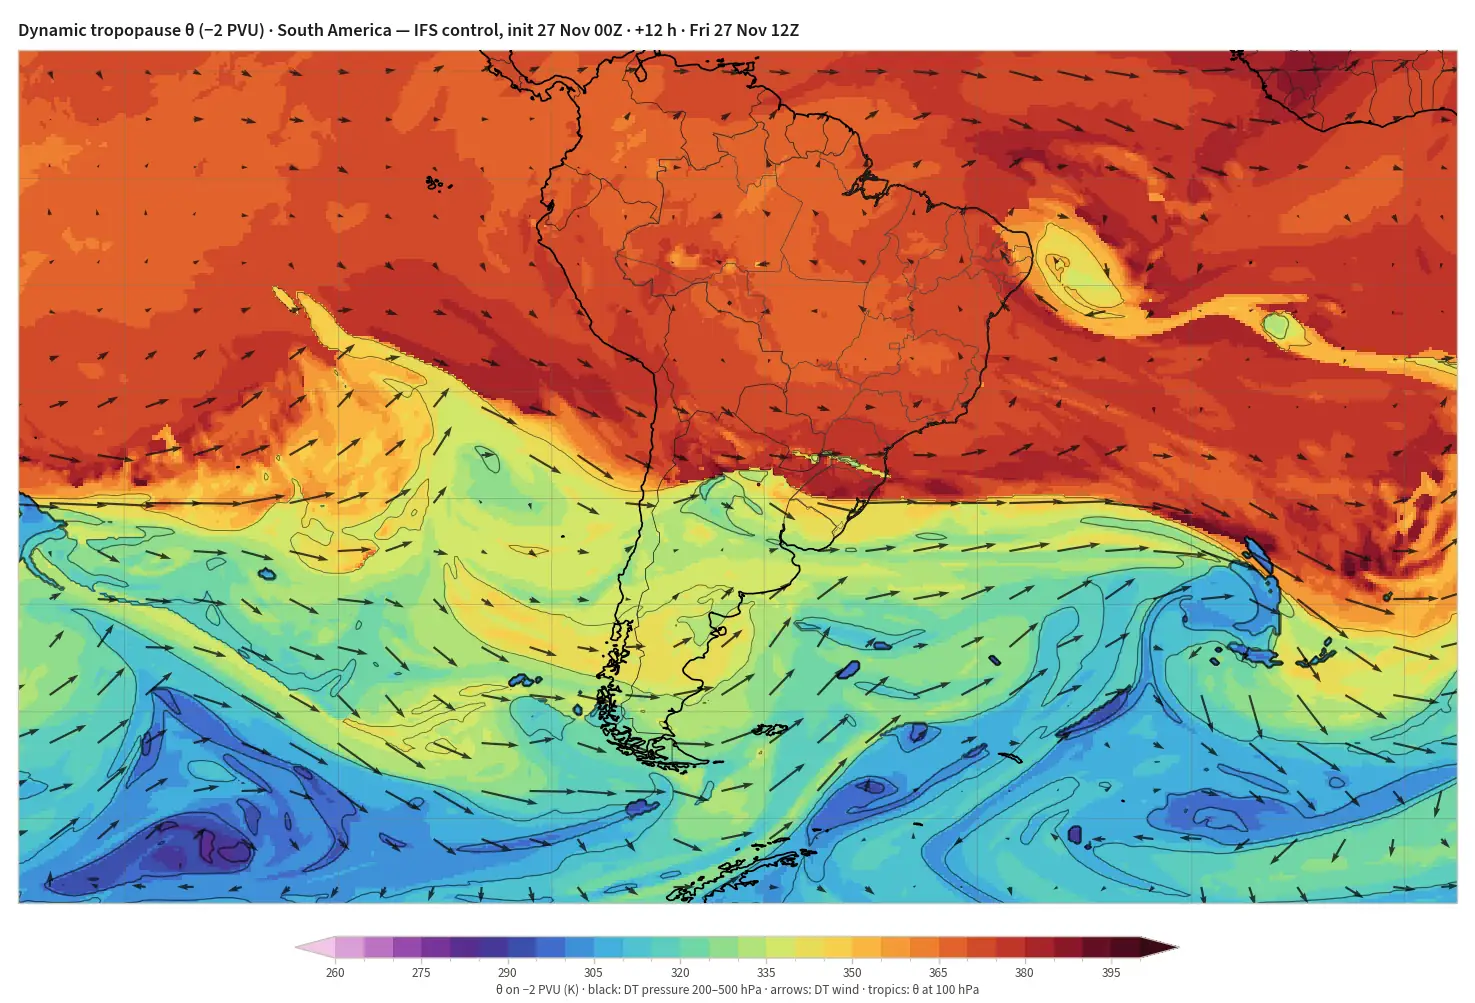 Dynamic tropopause θ (−2 PVU) · South America — IFS control, init 27 Nov 00Z · +12 h · Fri 27 Nov 12Z
260 275 290 305 320 335 350 365 380 395
θ on −2 PVU (K) · black: DT pressure 200–500 hPa · arrows: DT wind · tropics: θ at 100 hPa